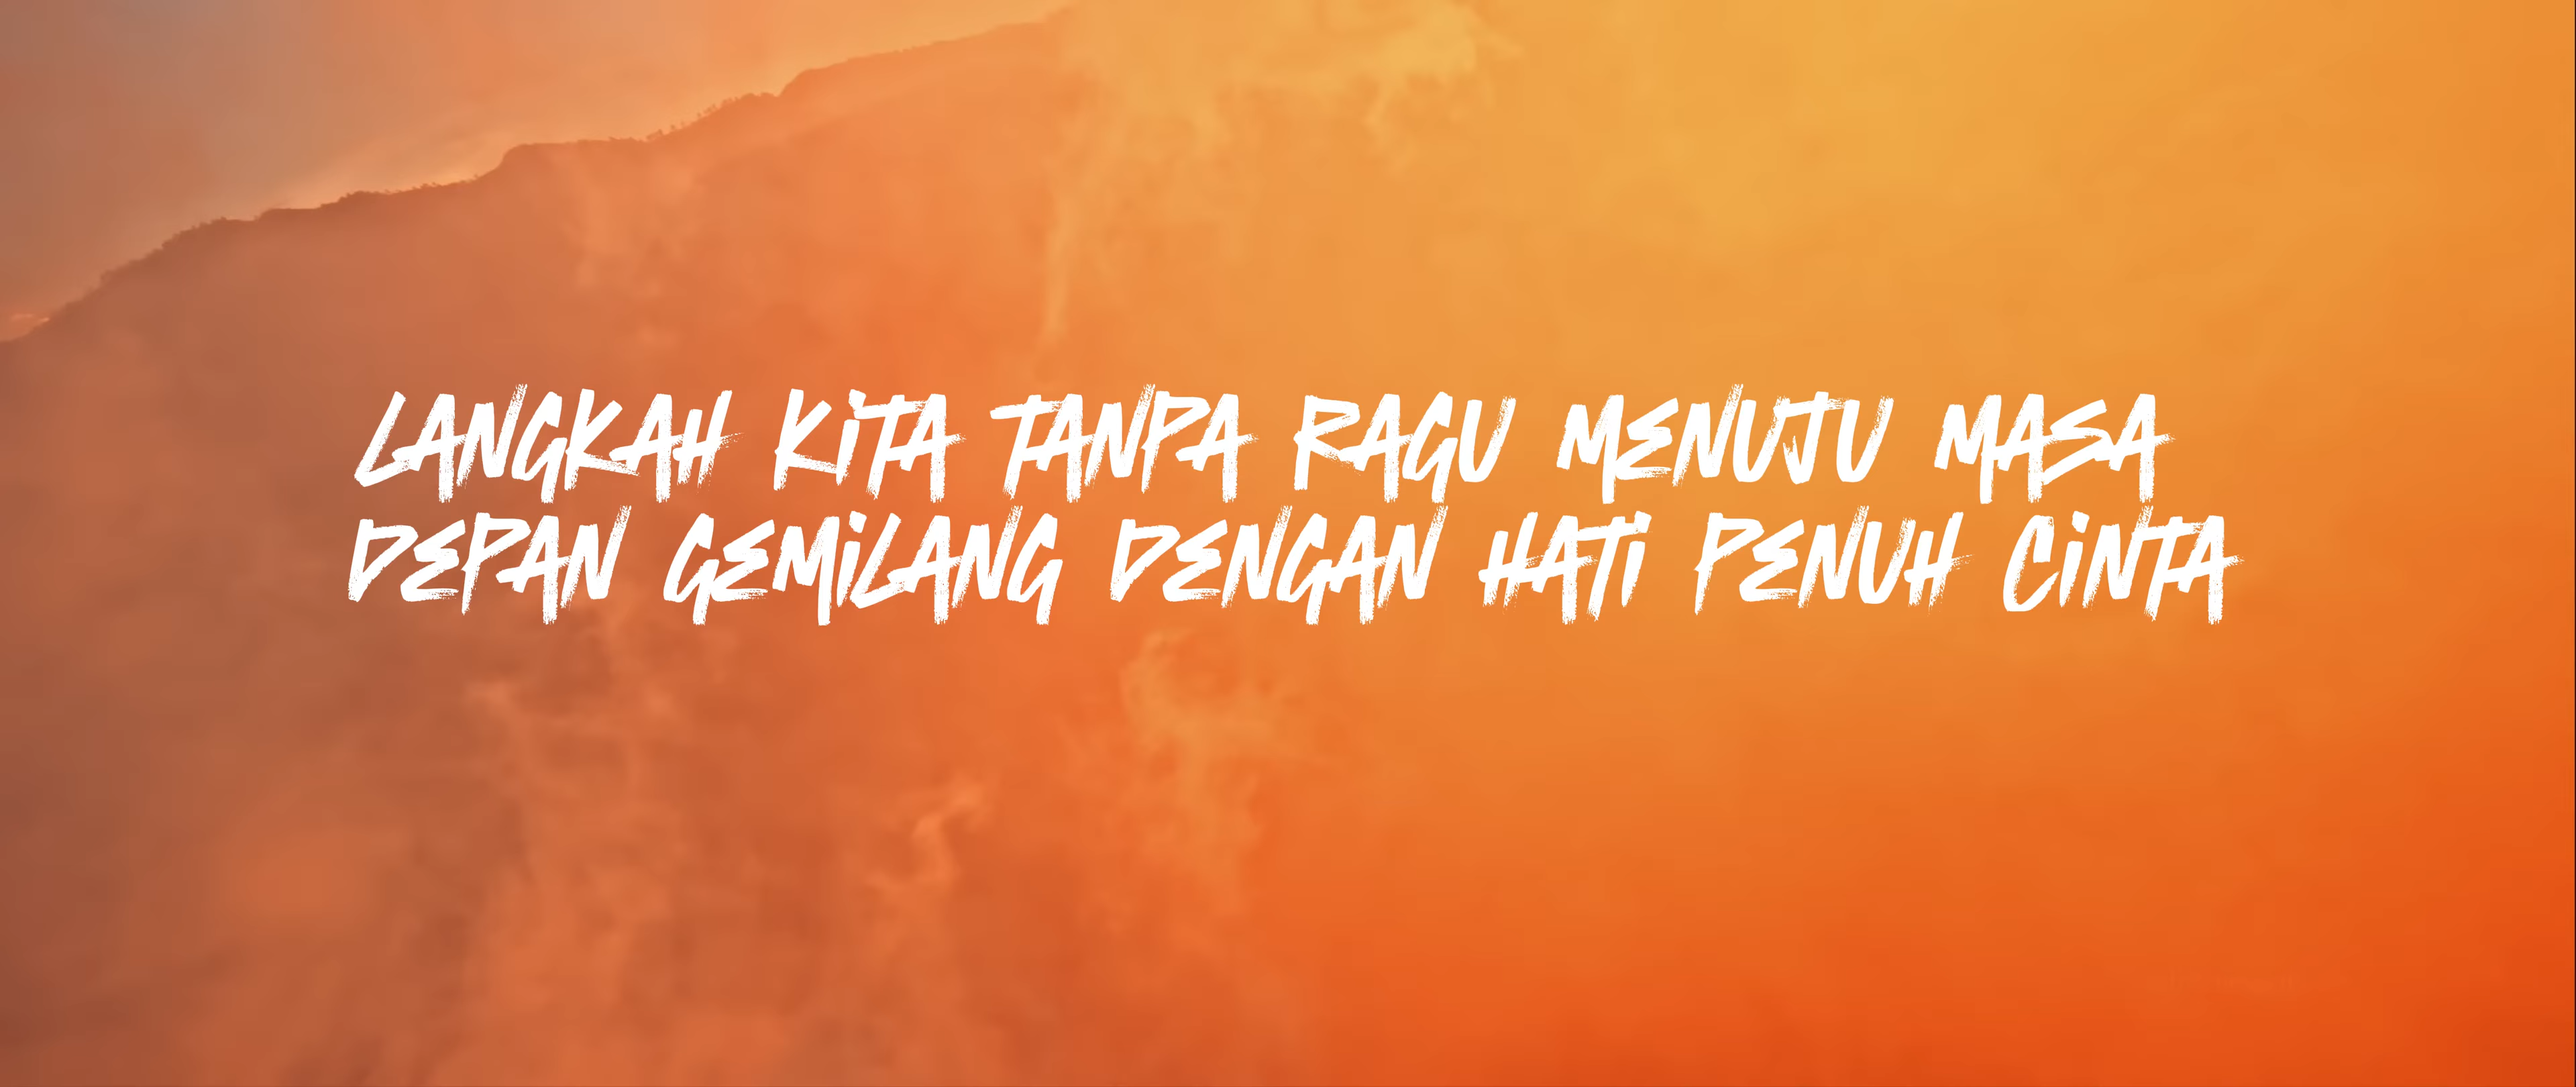 LANGKAH KITA TANPA RAGU MENUJU MASA
DEPAN GEMILANG DENGAN HATI PENUH CINTA